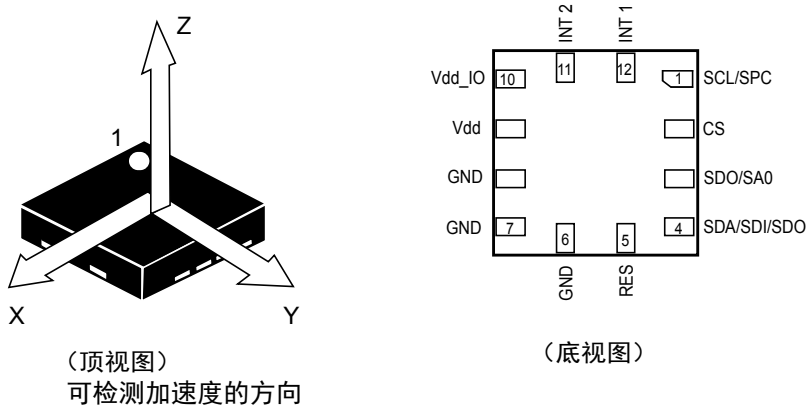 Z
1
X
Y
（顶视图）
可检测加速度的方向
INT 2
INT 1
11
12
Vdd_IO
10
1
SCL/SPC
Vdd
CS
GND
SDO/SA0
GND
7
4
SDA/SDI/SDO
6
5
GND
RES
（底视图）